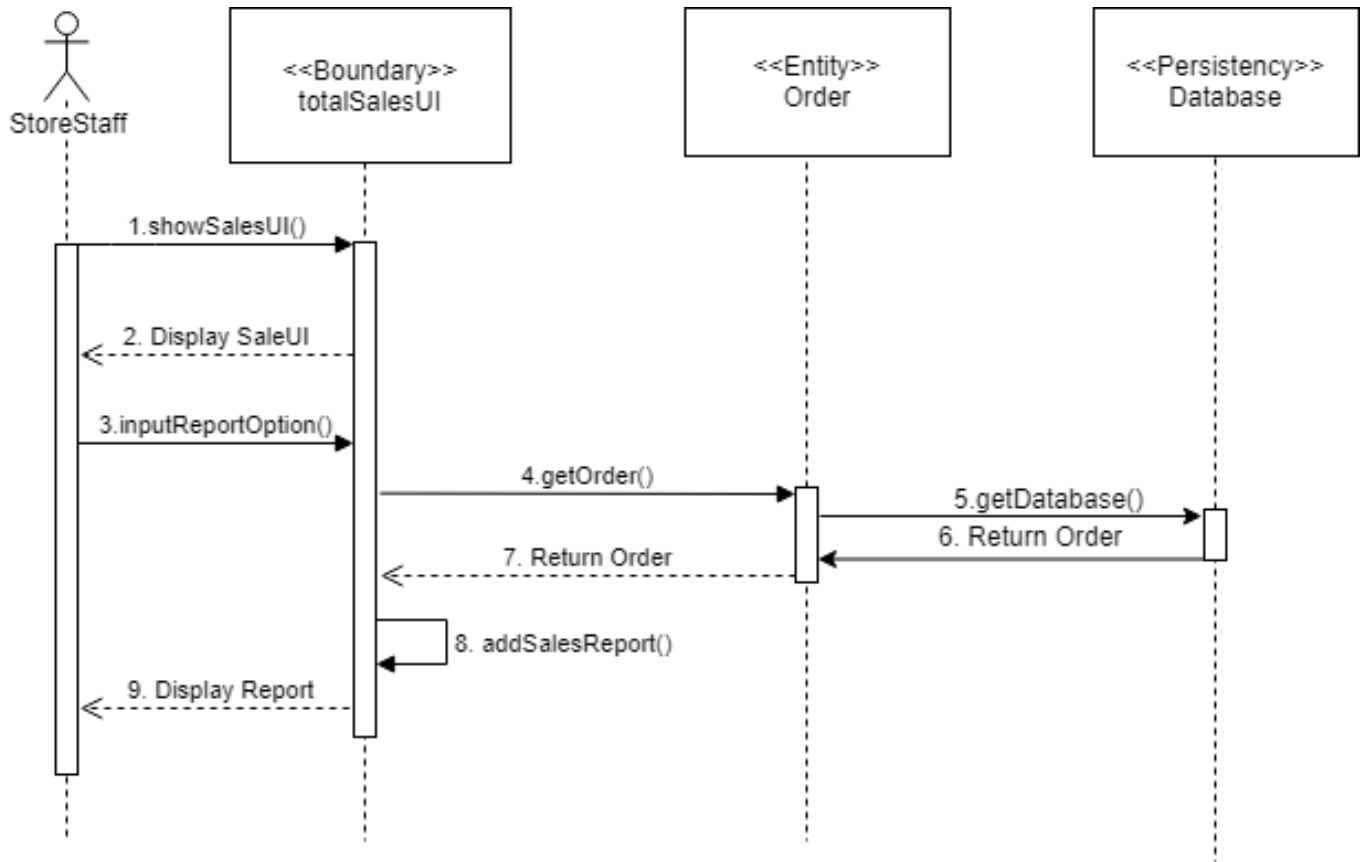 <<Boundary>>
totalSalesUI
<<Entity>>
Order
<<Persistency>>
Database
StoreStaff
1.showSalesUI()
2. Display SaleUI
3.inputReportOption()
4.getOrder()
5.getDatabase()
6. Return Order
7. Return Order
8. addSalesReport()
9. Display Report